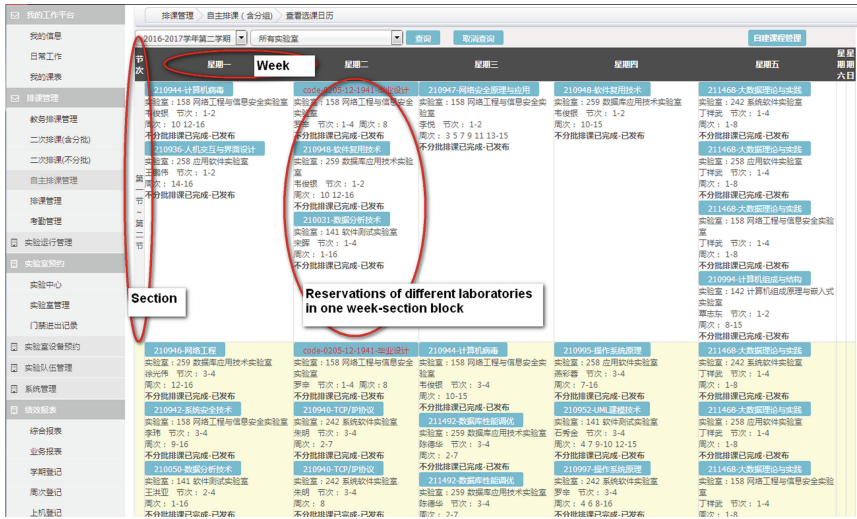 我的工作平台
我的信息
日常工作
我的课表
排课管理
教务排课管理
二次排课(含分批)
二次排课(不分批)
自主排课管理
排课管理
考勤管理
实验运行管理
实验室预约
实验中心
实验室管理
门禁进出记录
实验室设备预约
实验队伍管理
系统管理
绩效报表
综合报表
业务报表
学期登记
周次登记
上机登记
排课管理 自主排课(含分组) 查看选课日历
2016-2017学年第二学期 所有实验室 查询 取消查询 自建课程管理
节次 星期一 星期二 星期三 星期四 星期五 星期六 星期日
Week
第一节~第二节
Section
210944-计算机病毒
实验室:158 网络工程与信息安全实验室
韦俊银 节次:1-2
周次:10 12-16
不分批排课已完成-已发布
210936-人机交互与界面设计
实验室:258 应用软件实验室
王鹏伟 节次:1-2
周次:14-16
不分批排课已完成-已发布
code-0205-12-1941-毕业设计
实验室:158 网络工程与信息安全
实验室
罗辛 节次:1-4 周次:8
不分批排课已完成-已发布
210948-软件复用技术
实验室:259 数据库应用技术实验
室
韦俊银 节次:1-2
周次:10 12-16
不分批排课已完成-已发布
210031-数据分析技术
实验室:141 软件测试实验室
宋晖 节次:1-4
周次:1-16
不分批排课已完成-已发布
Reservations of different laboratories
in one week-section block
210947-网络安全原理与应用
实验室:158 网络工程与信息安全实
验室
李悦 节次:1-2
周次:3 5 7 9 11 13-15
不分批排课已完成-已发布
210948-软件复用技术
实验室:259 数据库应用技术实验室
韦俊银 节次:1-2
周次:10-15
不分批排课已完成-已发布
211468-大数据理论与实践
实验室:242 系统软件实验室
丁祥武 节次:1-4
周次:1-8
不分批排课已完成-已发布
211468-大数据理论与实践
实验室:258 应用软件实验室
丁祥武 节次:1-4
周次:1-8
不分批排课已完成-已发布
211468-大数据理论与实践
实验室:158 网络工程与信息安全实验
室
丁祥武 节次:1-4
周次:1-8
不分批排课已完成-已发布
210994-计算机组成与结构
实验室:142 计算机组成原理与嵌入式
实验室
覃志东 节次:1-2
周次:8-15
不分批排课已完成-已发布
210946-网络工程
实验室:259 数据库应用技术实验室
徐光伟 节次:3-4
周次:12-16
不分批排课已完成-已发布
210942-系统安全技术
实验室:158 网络工程与信息安全实验室
李玮 节次:3-4
周次:9-16
不分批排课已完成-已发布
210050-数据分析技术
实验室:141 软件测试实验室
王洪亚 节次:2-4
周次:1-16
不分批排课已完成-已发布
code-0205-12-1941-毕业设计
实验室:158 网络工程与信息安全
实验室
罗辛 节次:1-4 周次:8
不分批排课已完成-已发布
210940-TCP/IP协议
实验室:242 系统软件实验室
朱明 节次:3-4
周次:2-7
不分批排课已完成-已发布
210940-TCP/IP协议
实验室:242 系统软件实验室
朱明 节次:3-4
周次:8
不分批排课已完成-已发布
210944-计算机病毒
实验室:158 网络工程与信息安全实
验室
韦俊银 节次:3-4
周次:10-15
不分批排课已完成-已发布
211492-数据库性能调优
实验室:259 数据库应用技术实验室
陈德华 节次:3-4
周次:2-7
不分批排课已完成-已发布
211492-数据库性能调优
实验室:259 数据库应用技术实验室
陈德华 节次:3-4
周次:2-7
210995-操作系统原理
实验室:258 应用软件实验室
燕彩蓉 节次:3-4
周次:7-16
不分批排课已完成-已发布
210952-UML建模技术
实验室:141 软件测试实验室
石秀金 节次:3-4
周次:4 7 9-10 12-15
不分批排课已完成-已发布
210997-操作系统原理
实验室:242 系统软件实验室
罗辛 节次:3-4
周次:4 6 8-16
不分批排课已完成-已发布
211468-大数据理论与实践
实验室:242 系统软件实验室
丁祥武 节次:1-4
周次:1-8
不分批排课已完成-已发布
211468-大数据理论与实践
实验室:258 应用软件实验室
丁祥武 节次:1-4
周次:1-8
不分批排课已完成-已发布
211468-大数据理论与实践
实验室:158 网络工程与信息安全实验
室
丁祥武 节次:1-4
周次:1-8